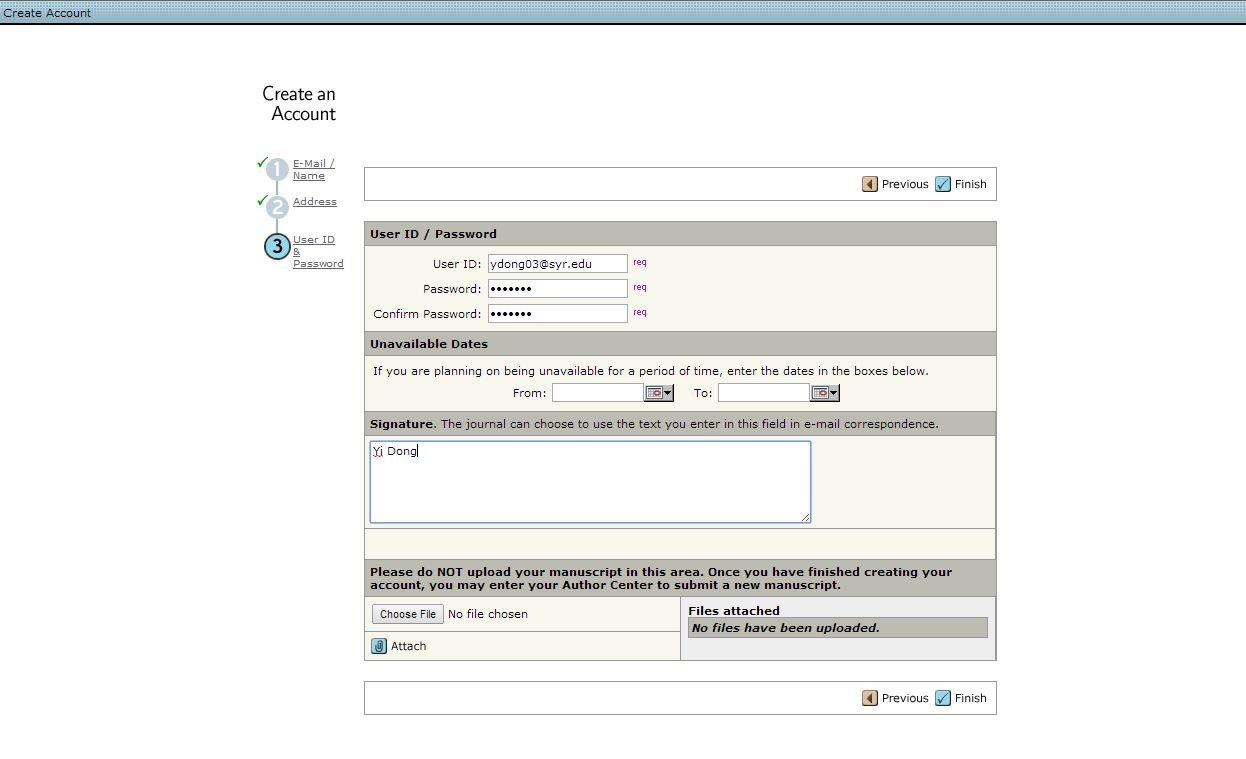 Create Account
Create an
Account
1 E-Mail /
Name
2 Address
3 User ID
&
Password
Previous Finish
User ID / Password
User ID: ydong03@syr.edu req
Password: ••••••• req
Confirm Password: ••••••• req
Unavailable Dates
If you are planning on being unavailable for a period of time, enter the dates in the boxes below.
From: To:
Signature. The journal can choose to use the text you enter in this field in e-mail correspondence.
Yi Dong
Please do NOT upload your manuscript in this area. Once you have finished creating your
account, you may enter your Author Center to submit a new manuscript.
Choose File No file chosen
Attach
Files attached
No files have been uploaded.
Previous Finish